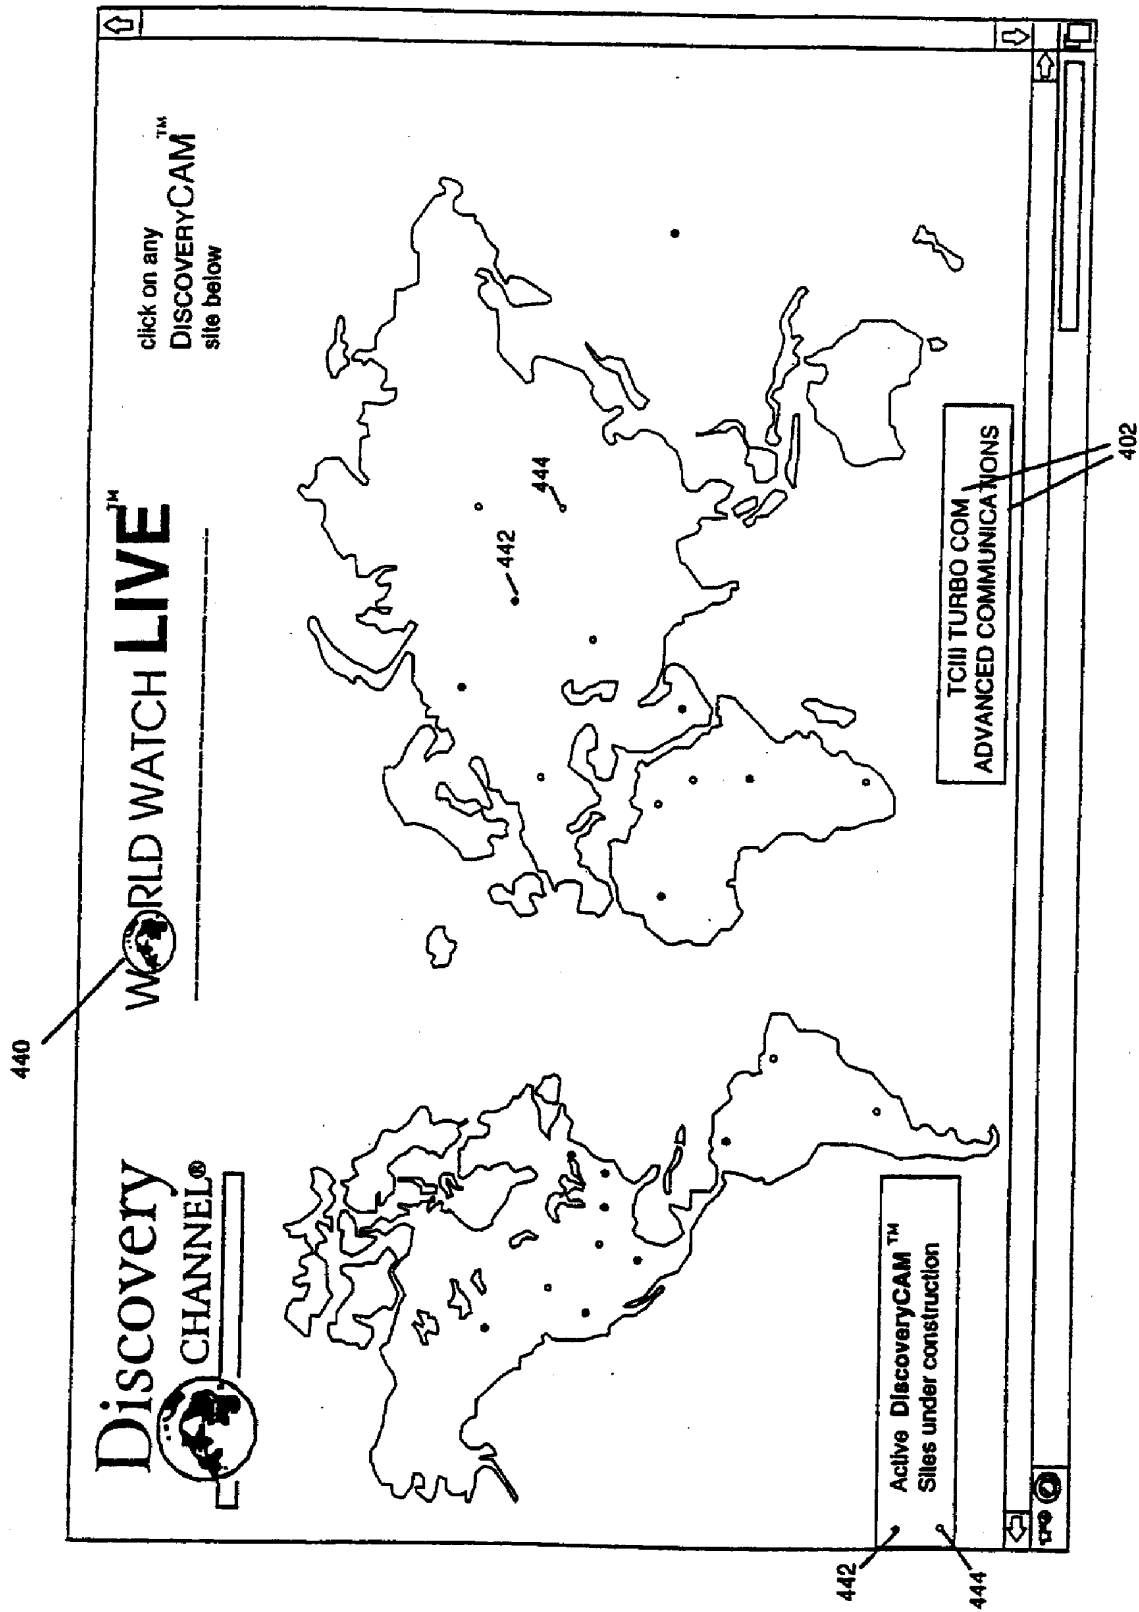 440
Discovery
CHANNEL®
WORLD WATCH LIVE™
click on any
DISCOVERYCAM™
site below
442
444
442
444
Active DiscoveryCAM™
Sites under construction
TCIII TURBO COM
ADVANCED COMMUNICATIONS
402